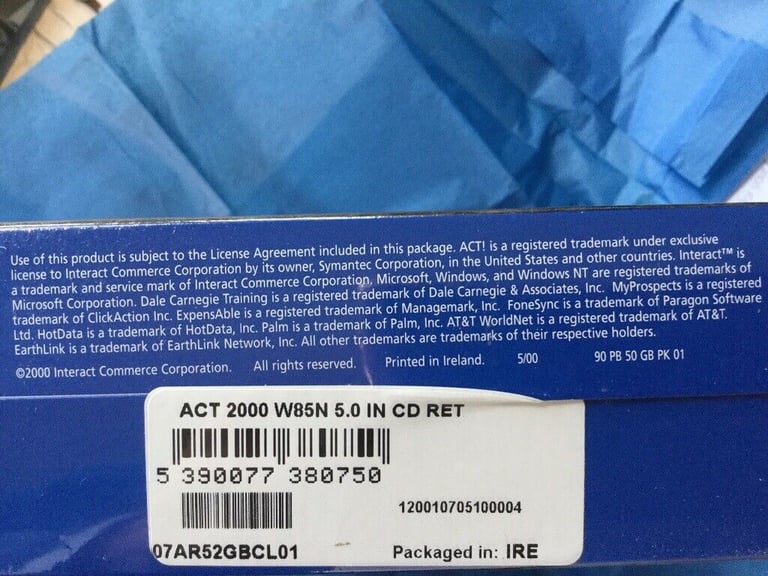 Use of this product is subject to the License Agreement included in this package. ACT! is a registered trademark under exclusive
license to Interact Commerce Corporation by its owner, Symantec Corporation, in the United States and other countries. Interact™ is
a trademark and service mark of Interact Commerce Corporation. Microsoft, Windows, and Windows NT are registered trademarks of
Microsoft Corporation. Dale Carnegie Training is a registered trademark of Dale Carnegie & Associates, Inc. MyProspects is a registered
trademark of ClickAction Inc. ExpensAble is a registered trademark of Managemark, Inc. FoneSync is a trademark of Paragon Software
Ltd. HotData is a trademark of HotData, Inc. Palm is a trademark of Palm, Inc. AT&T WorldNet is a registered trademark of AT&T.
EarthLink is a trademark of EarthLink Network, Inc. All other trademarks are trademarks of their respective holders.
©2000 Interact Commerce Corporation. All rights reserved. Printed in Ireland. 5/00 90 PB 50 GB PK 01
ACT 2000 W85N 5.0 IN CD RET
5 390077 380750
120010705100004
07AR52GBCL01 Packaged in: IRE